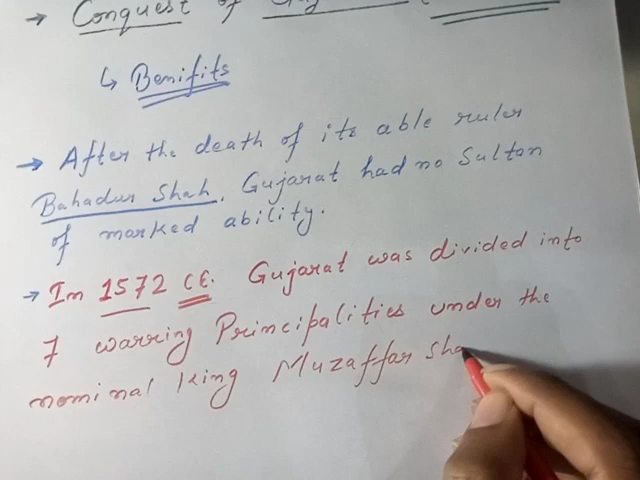 → Conquest of
↳ Benifits
→ After the death of its able ruler
Bahadur Shah, Gujarat had no Sultan
of marked ability.
→ In 1572 CE. Gujarat was divided into
7 warring Principalities under the
nominal King Muzaffar Sha